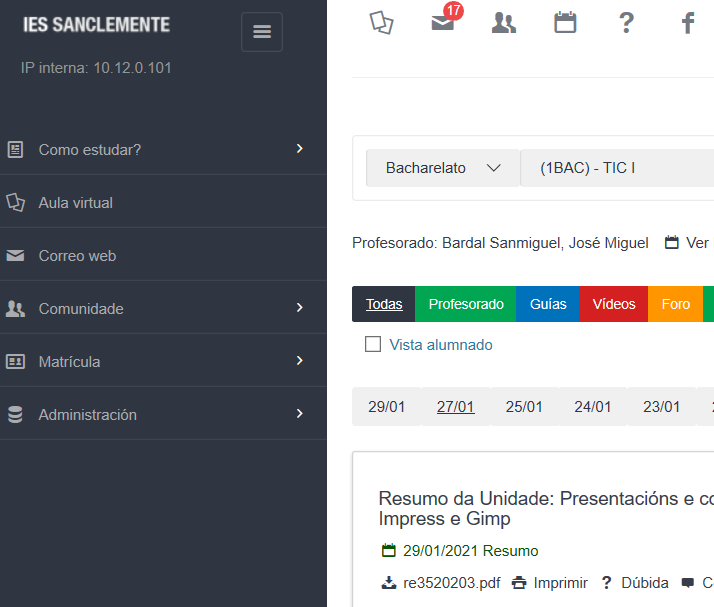 IES SANCLEMENTE
IP interna: 10.12.0.101
Como estudar?
Aula virtual
Correo web
Comunidade
Matrícula
Administración
17
Bacharelato
(1BAC) - TIC I
Profesorado: Bardal Sanmiguel, José Miguel Ver
Todas Profesorado Guías Vídeos Foro
Vista alumnado
29/01 27/01 25/01 24/01 23/01
Resumo da Unidade: Presentacións e co
Impress e Gimp
29/01/2021 Resumo
re3520203.pdf Imprimir ? Dúbida C